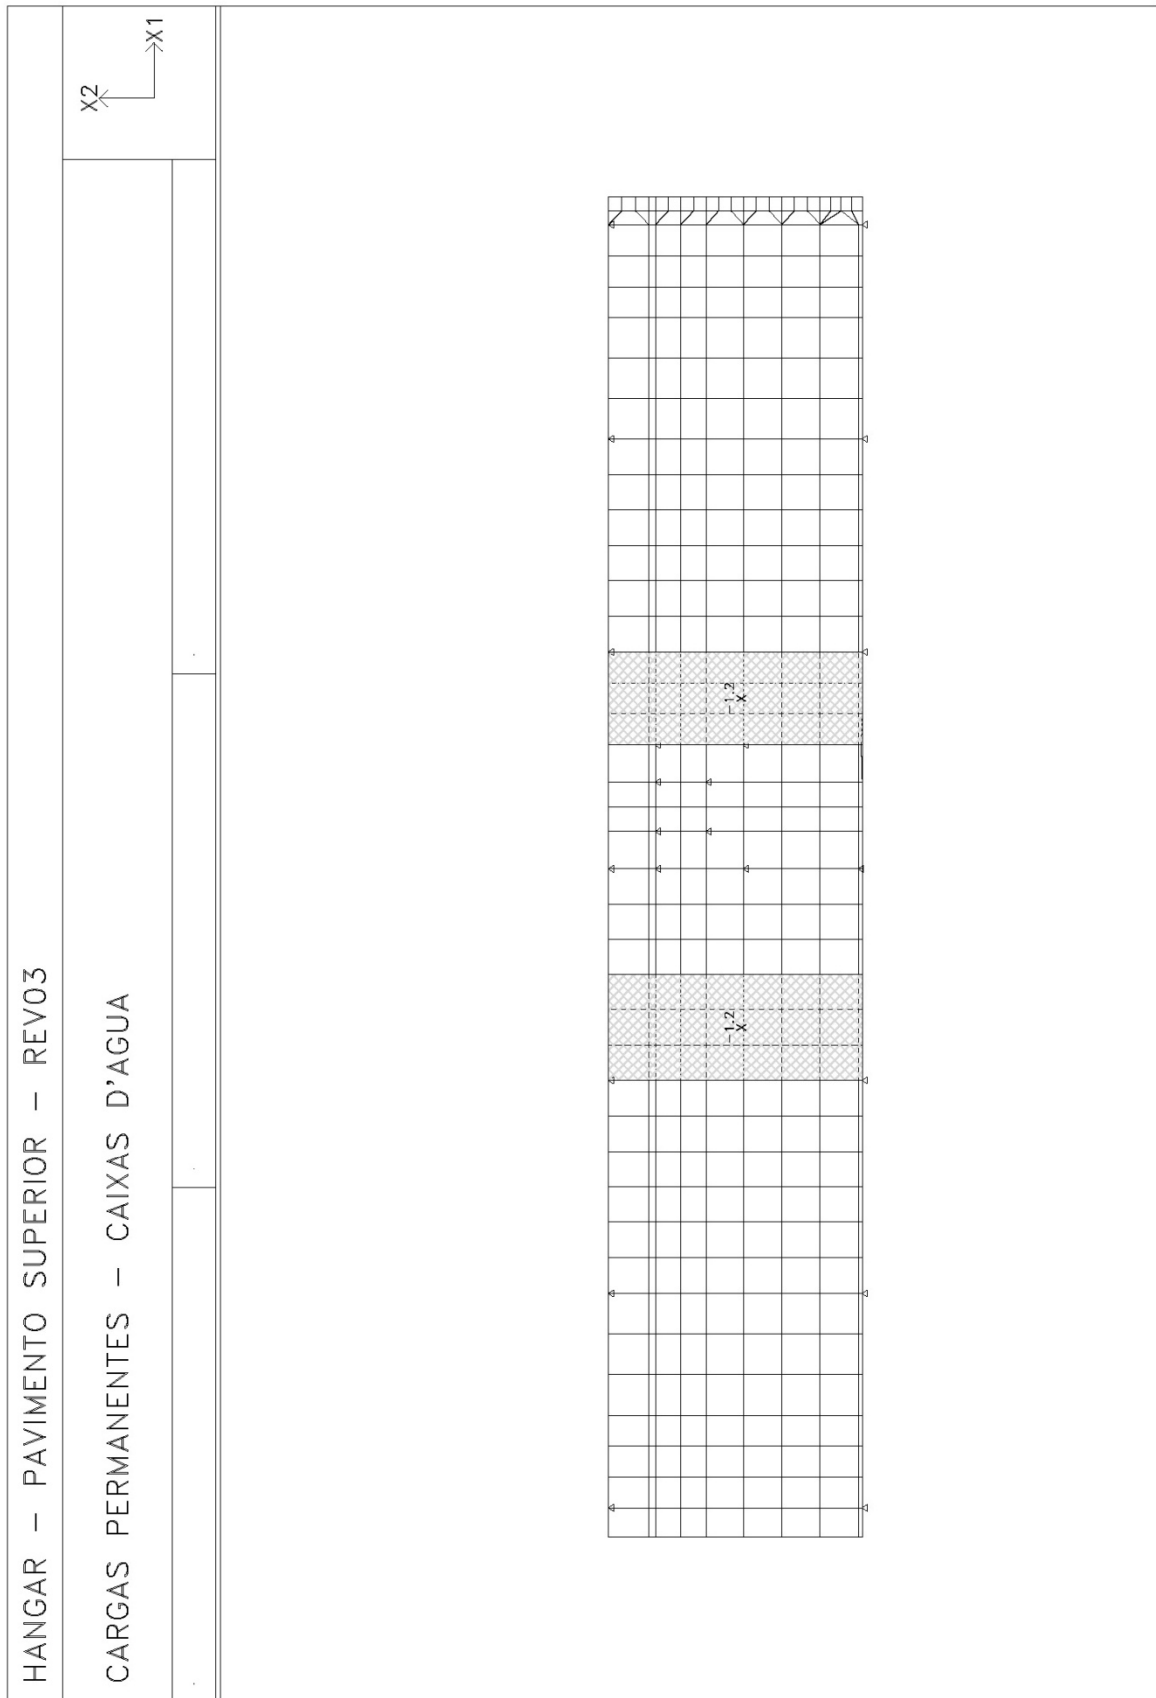 HANGAR – PAVIMENTO SUPERIOR – REV03
CARGAS PERMANENTES – CAIXAS D'AGUA
X2
X1
-1.2
X
-1.2
X